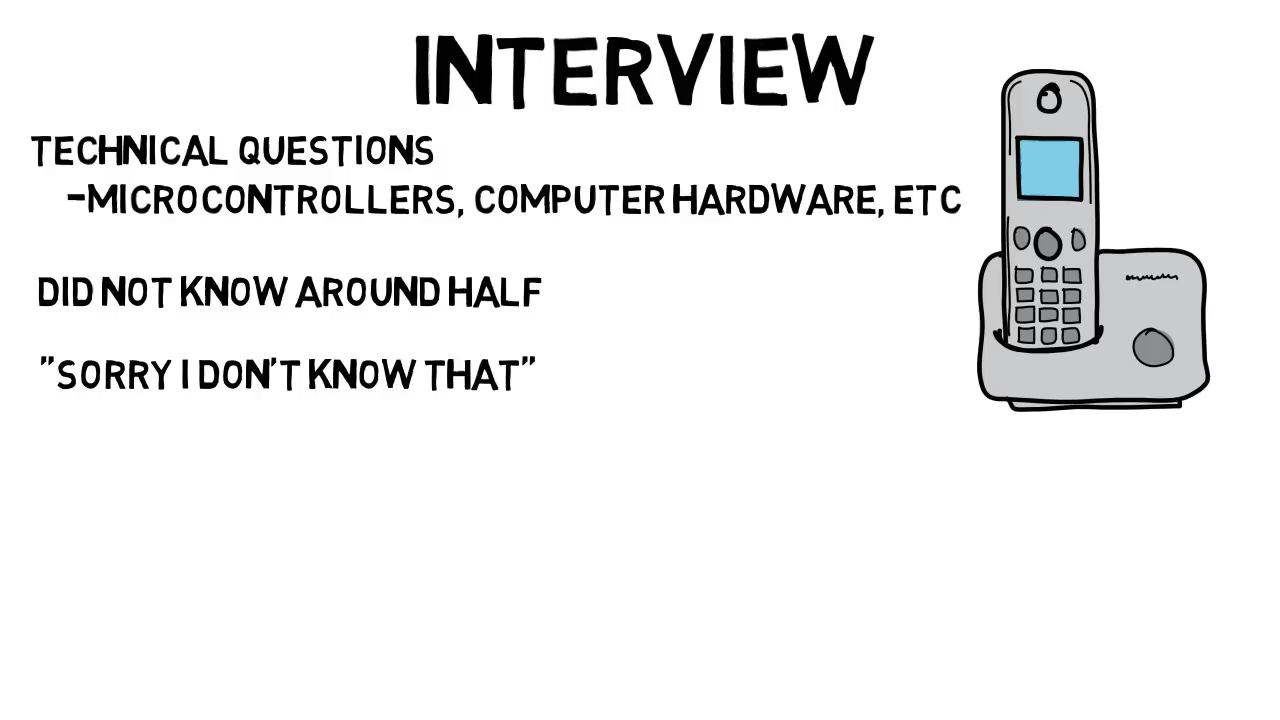 INTERVIEW
TECHNICAL QUESTIONS
-MICROCONTROLLERS, COMPUTER HARDWARE, ETC
DID NOT KNOW AROUND HALF
"SORRY I DON'T KNOW THAT"